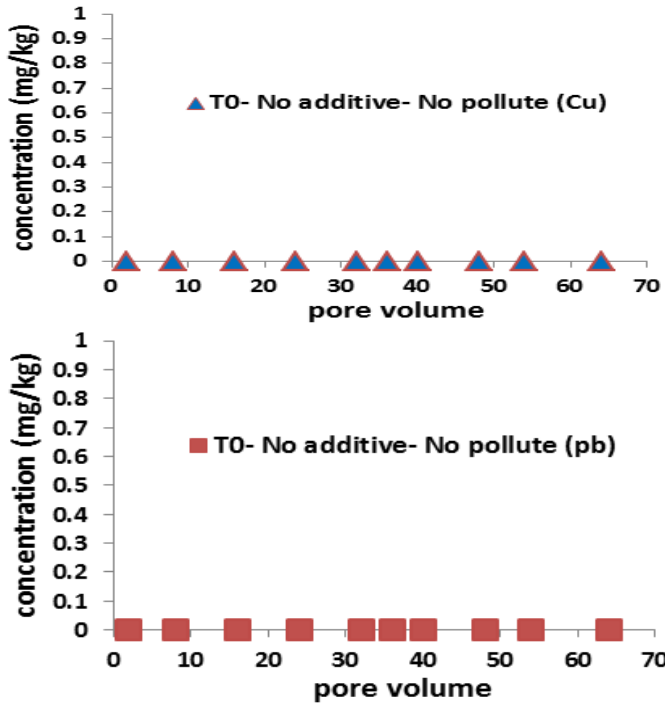 concentration (mg/kg)
1
0.9
0.8
0.7
0.6
0.5
0.4
0.3
0.2
0.1
0
T0- No additive- No pollute (Cu)
0 10 20 30 40 50 60 70
pore volume
concentration (mg/kg)
1
0.9
0.8
0.7
0.6
0.5
0.4
0.3
0.2
0.1
0
T0- No additive- No pollute (pb)
0 10 20 30 40 50 60 70
pore volume